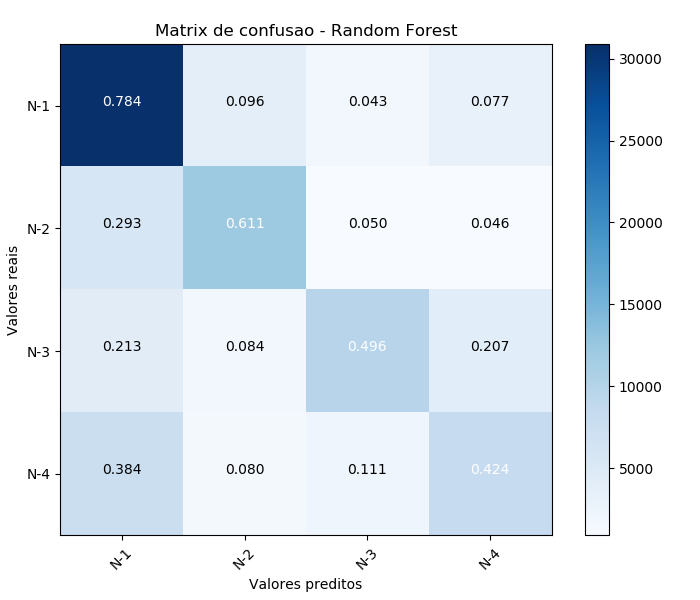 Matrix de confusao - Random Forest
N-1 0.784 0.096 0.043 0.077
N-2 0.293 0.611 0.050 0.046
N-3 0.213 0.084 0.496 0.207
N-4 0.384 0.080 0.111 0.424
N-1 N-2 N-3 N-4
Valores preditos
Valores reais
30000
25000
20000
15000
10000
5000